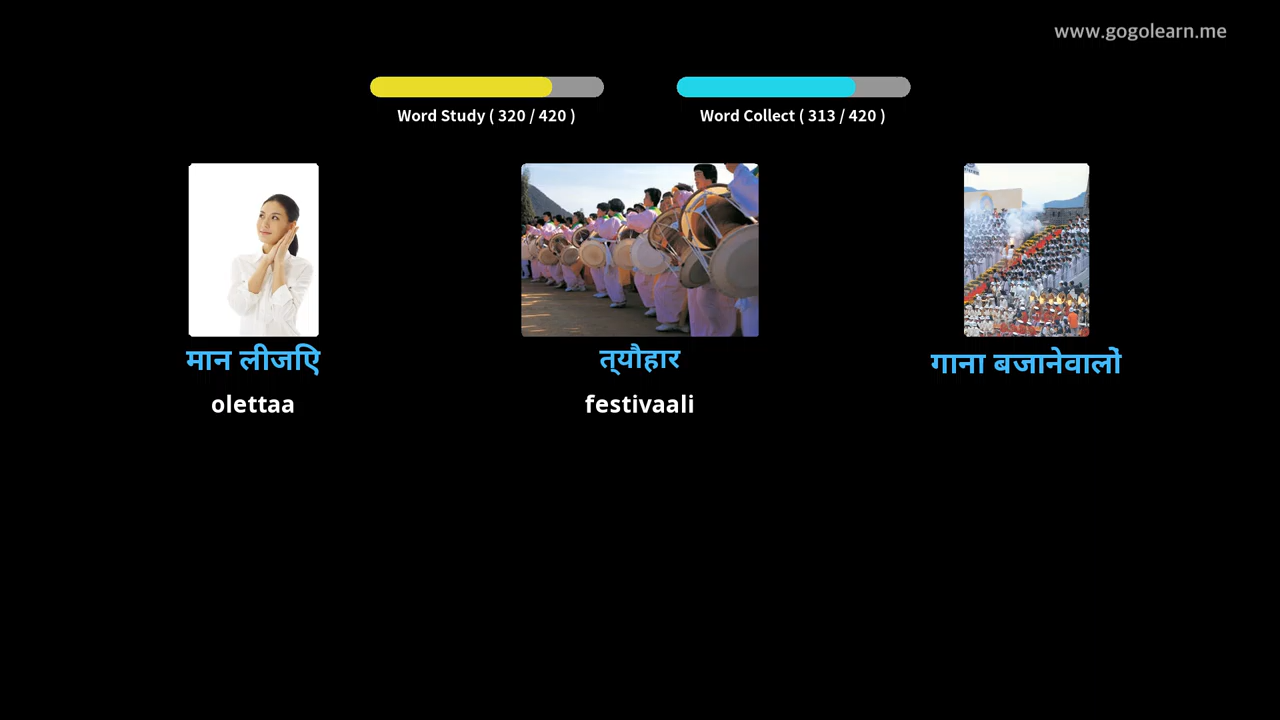 www.gogolearn.me
Word Study ( 320 / 420 )
Word Collect ( 313 / 420 )
मान लीजिए
त्यौहार
गाना बजानेवालों
olettaa
festivaali